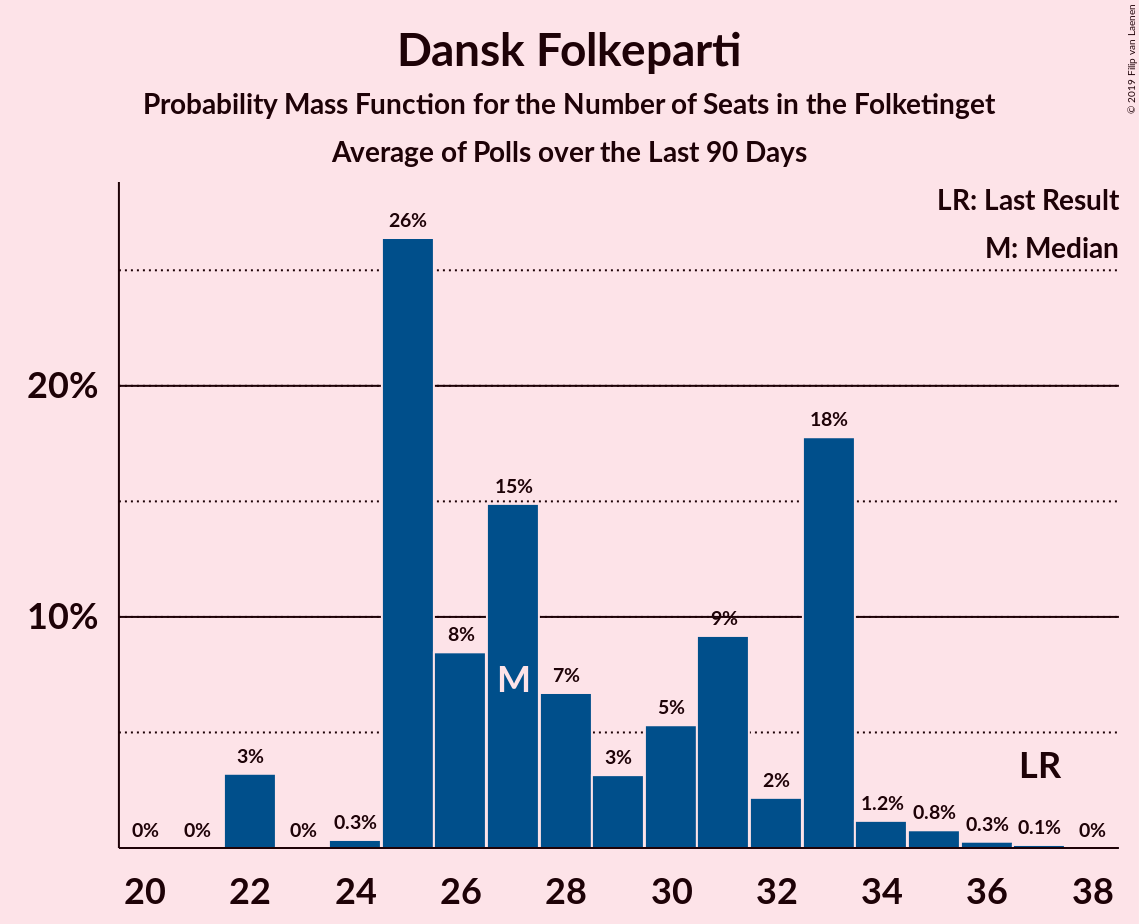 Dansk Folkeparti
Probability Mass Function for the Number of Seats in the Folketinget
Average of Polls over the Last 90 Days
© 2019 Filip van Laenen
LR: Last Result
M: Median
20%
10%
0%
0%
3%
0%
0.3%
26%
8%
15%
7%
3%
5%
9%
2%
18%
1.2%
0.8%
0.3%
0.1%
0%
M
LR
20 22 24 26 28 30 32 34 36 38